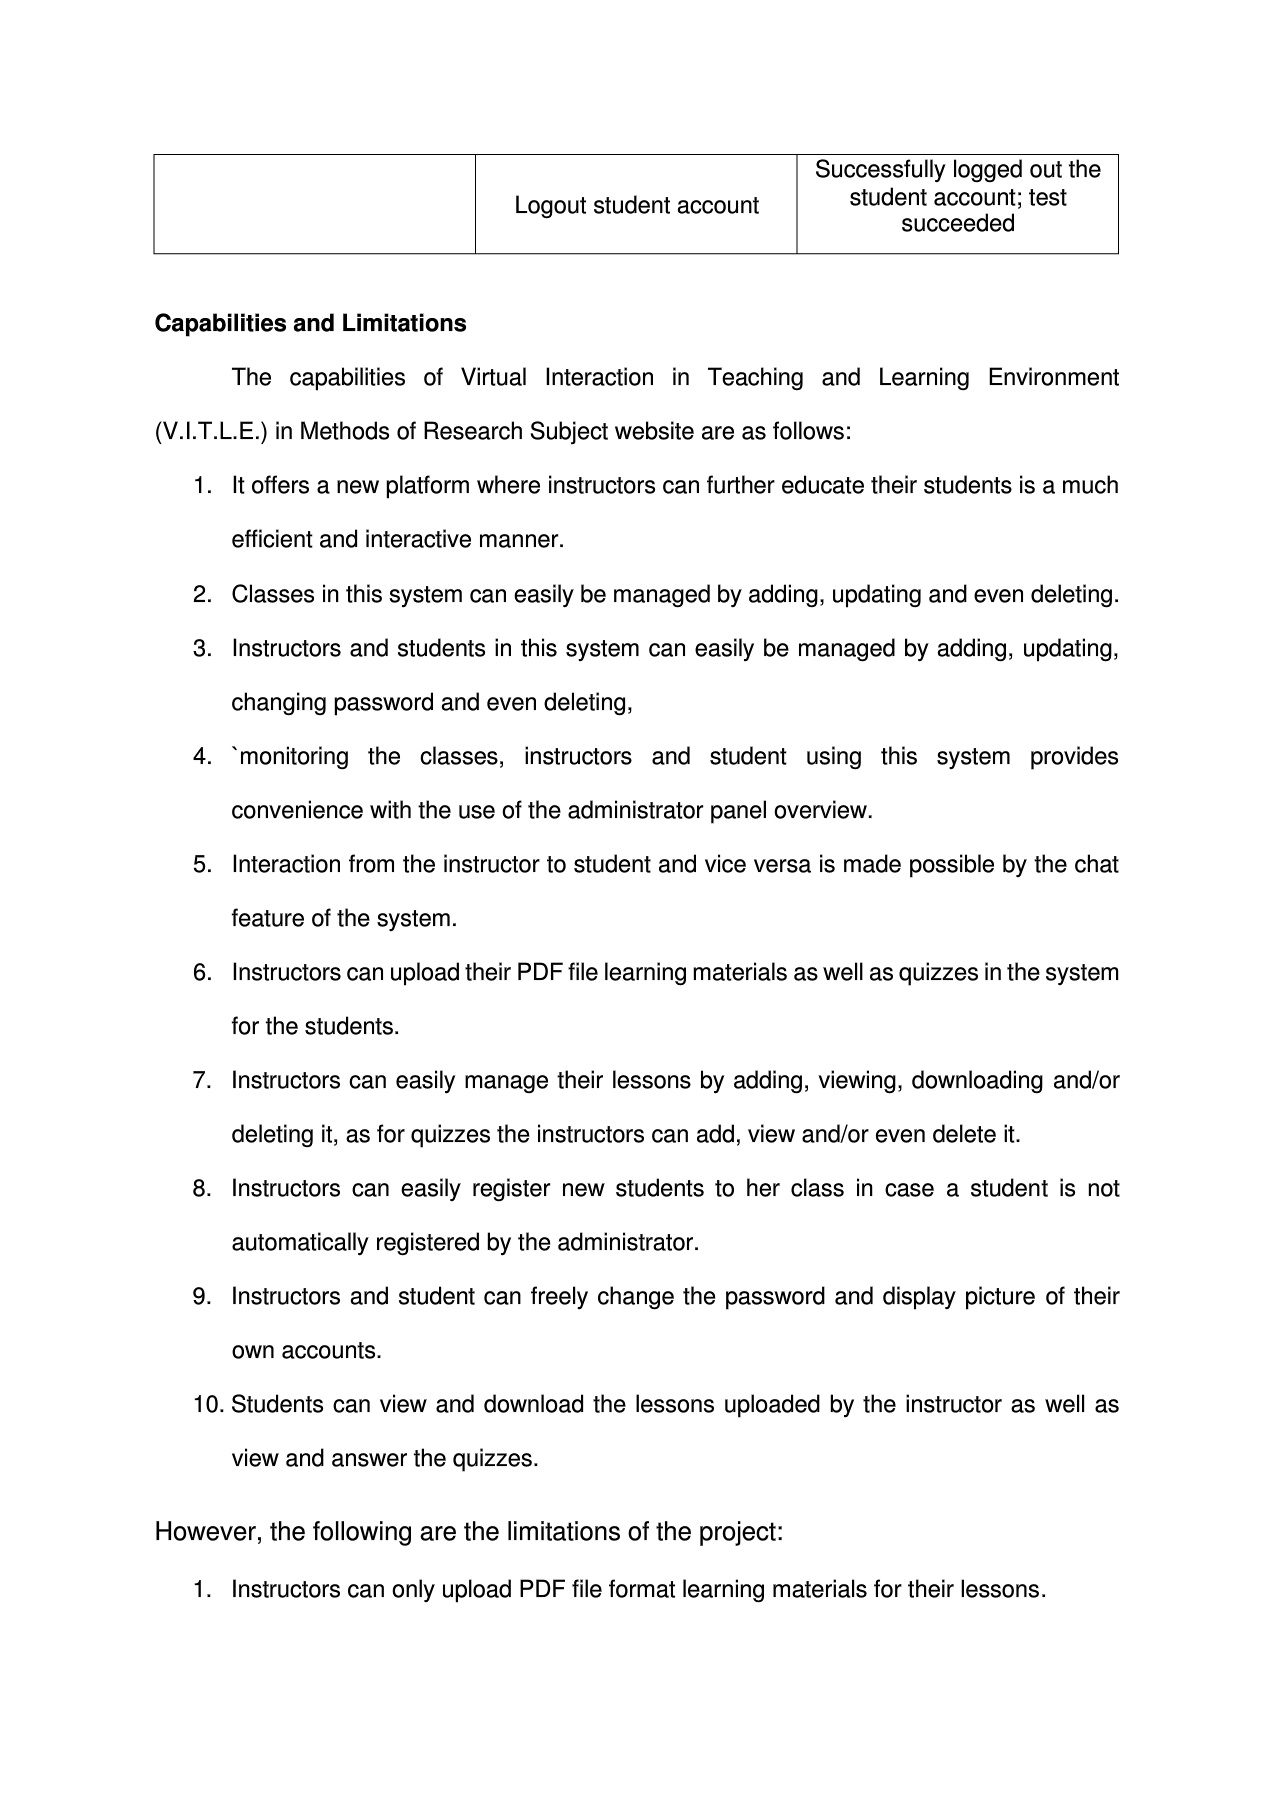 Logout student account
Successfully logged out the
student account; test
succeeded
Capabilities and Limitations
The capabilities of Virtual Interaction in Teaching and Learning Environment
(V.I.T.L.E.) in Methods of Research Subject website are as follows:
1. It offers a new platform where instructors can further educate their students is a much
efficient and interactive manner.
2. Classes in this system can easily be managed by adding, updating and even deleting.
3. Instructors and students in this system can easily be managed by adding, updating,
changing password and even deleting,
4. `monitoring the classes, instructors and student using this system provides
convenience with the use of the administrator panel overview.
5. Interaction from the instructor to student and vice versa is made possible by the chat
feature of the system.
6. Instructors can upload their PDF file learning materials as well as quizzes in the system
for the students.
7. Instructors can easily manage their lessons by adding, viewing, downloading and/or
deleting it, as for quizzes the instructors can add, view and/or even delete it.
8. Instructors can easily register new students to her class in case a student is not
automatically registered by the administrator.
9. Instructors and student can freely change the password and display picture of their
own accounts.
10. Students can view and download the lessons uploaded by the instructor as well as
view and answer the quizzes.
However, the following are the limitations of the project:
1. Instructors can only upload PDF file format learning materials for their lessons.